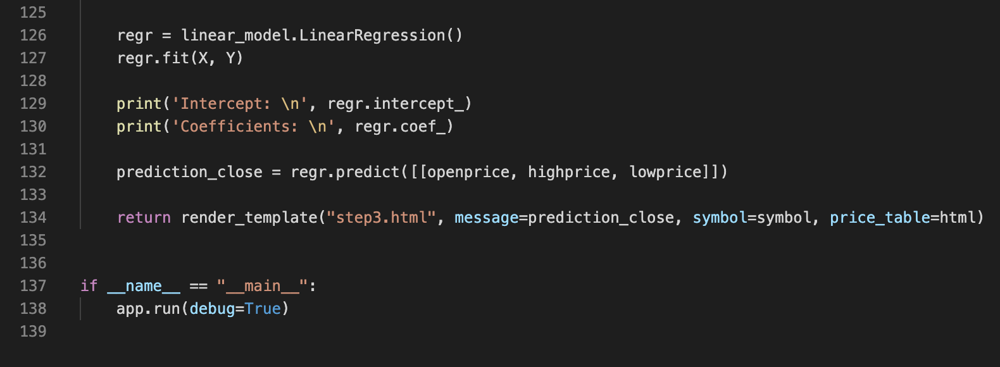 125
126 regr = linear_model.LinearRegression()
127 regr.fit(X, Y)
128
129 print('Intercept: \n', regr.intercept_)
130 print('Coefficients: \n', regr.coef_)
131
132 prediction_close = regr.predict([[openprice, highprice, lowprice]])
133
134 return render_template("step3.html", message=prediction_close, symbol=symbol, price_table=html)
135
136
137 if __name__ == "__main__":
138 app.run(debug=True)
139